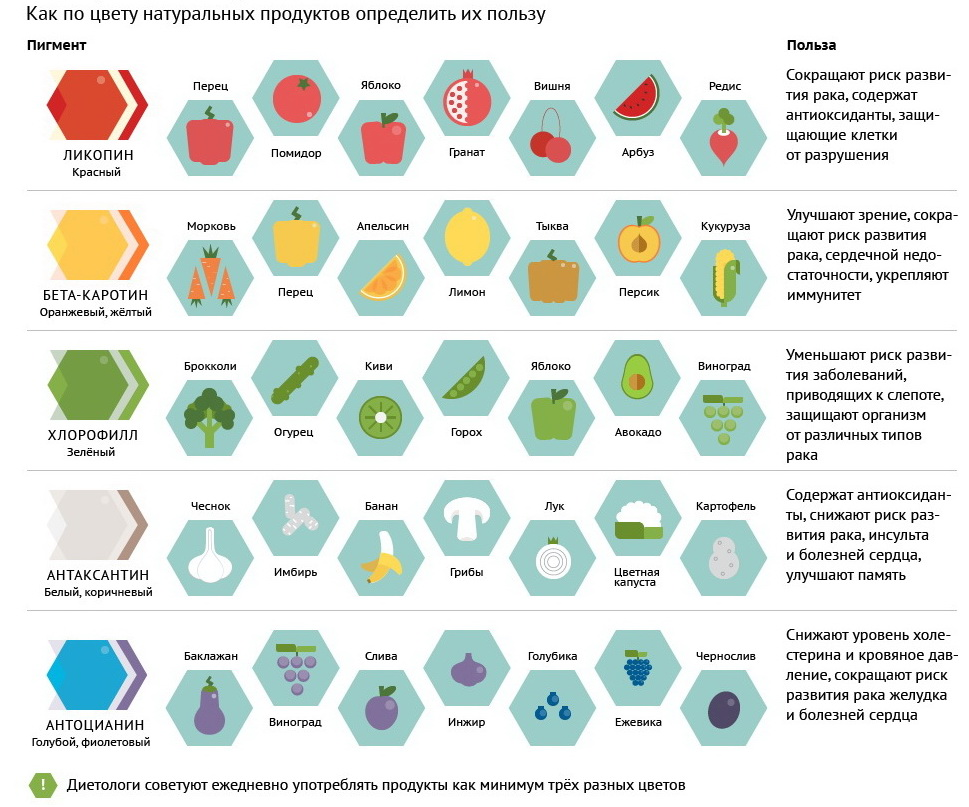 Как по цвету натуральных продуктов определить их пользу
Пигмент
Польза
ЛИКОПИН
Красный
Перец
Помидор
Яблоко
Гранат
Вишня
Арбуз
Редис
Сокращают риск разви-
тия рака, содержат
антиоксиданты, защи-
щающие клетки
от разрушения
БЕТА-КАРОТИН
Оранжевый, жёлтый
Морковь
Перец
Апельсин
Лимон
Тыква
Персик
Кукуруза
Улучшают зрение, сокра-
щают риск развития
рака, сердечной недо-
статочности, укрепляют
иммунитет
ХЛОРОФИЛЛ
Зелёный
Брокколи
Огурец
Киви
Горох
Яблоко
Авокадо
Виноград
Уменьшают риск разви-
тия заболеваний,
приводящих к слепоте,
защищают организм
от различных типов
рака
АНТАКСАНТИН
Белый, коричневый
Чеснок
Имбирь
Банан
Грибы
Лук
Цветная
капуста
Картофель
Содержат антиоксидан-
ты, снижают риск раз-
вития рака, инсульта
и болезней сердца,
улучшают память
АНТОЦИАНИН
Голубой, фиолетовый
Баклажан
Виноград
Слива
Инжир
Голубика
Ежевика
Чернослив
Снижают уровень холе-
стерина и кровяное дав-
ление, сокращают риск
развития рака желудка
и болезней сердца
! Диетологи советуют ежедневно употреблять продукты как минимум трёх разных цветов